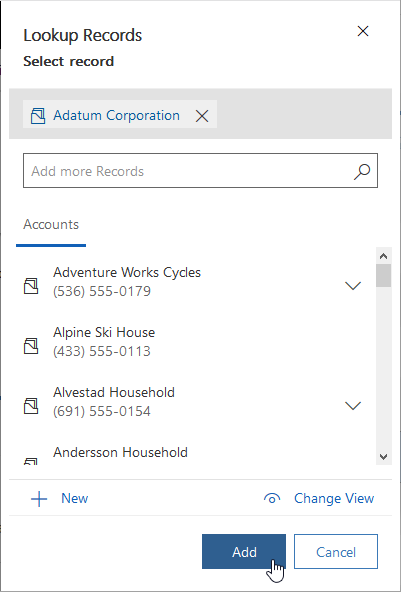 Lookup Records
Select record
Adatum Corporation
Add more Records
Accounts
Adventure Works Cycles
(536) 555-0179
Alpine Ski House
(433) 555-0113
Alvestad Household
(691) 555-0154
Andersson Household
New
Change View
Add
Cancel